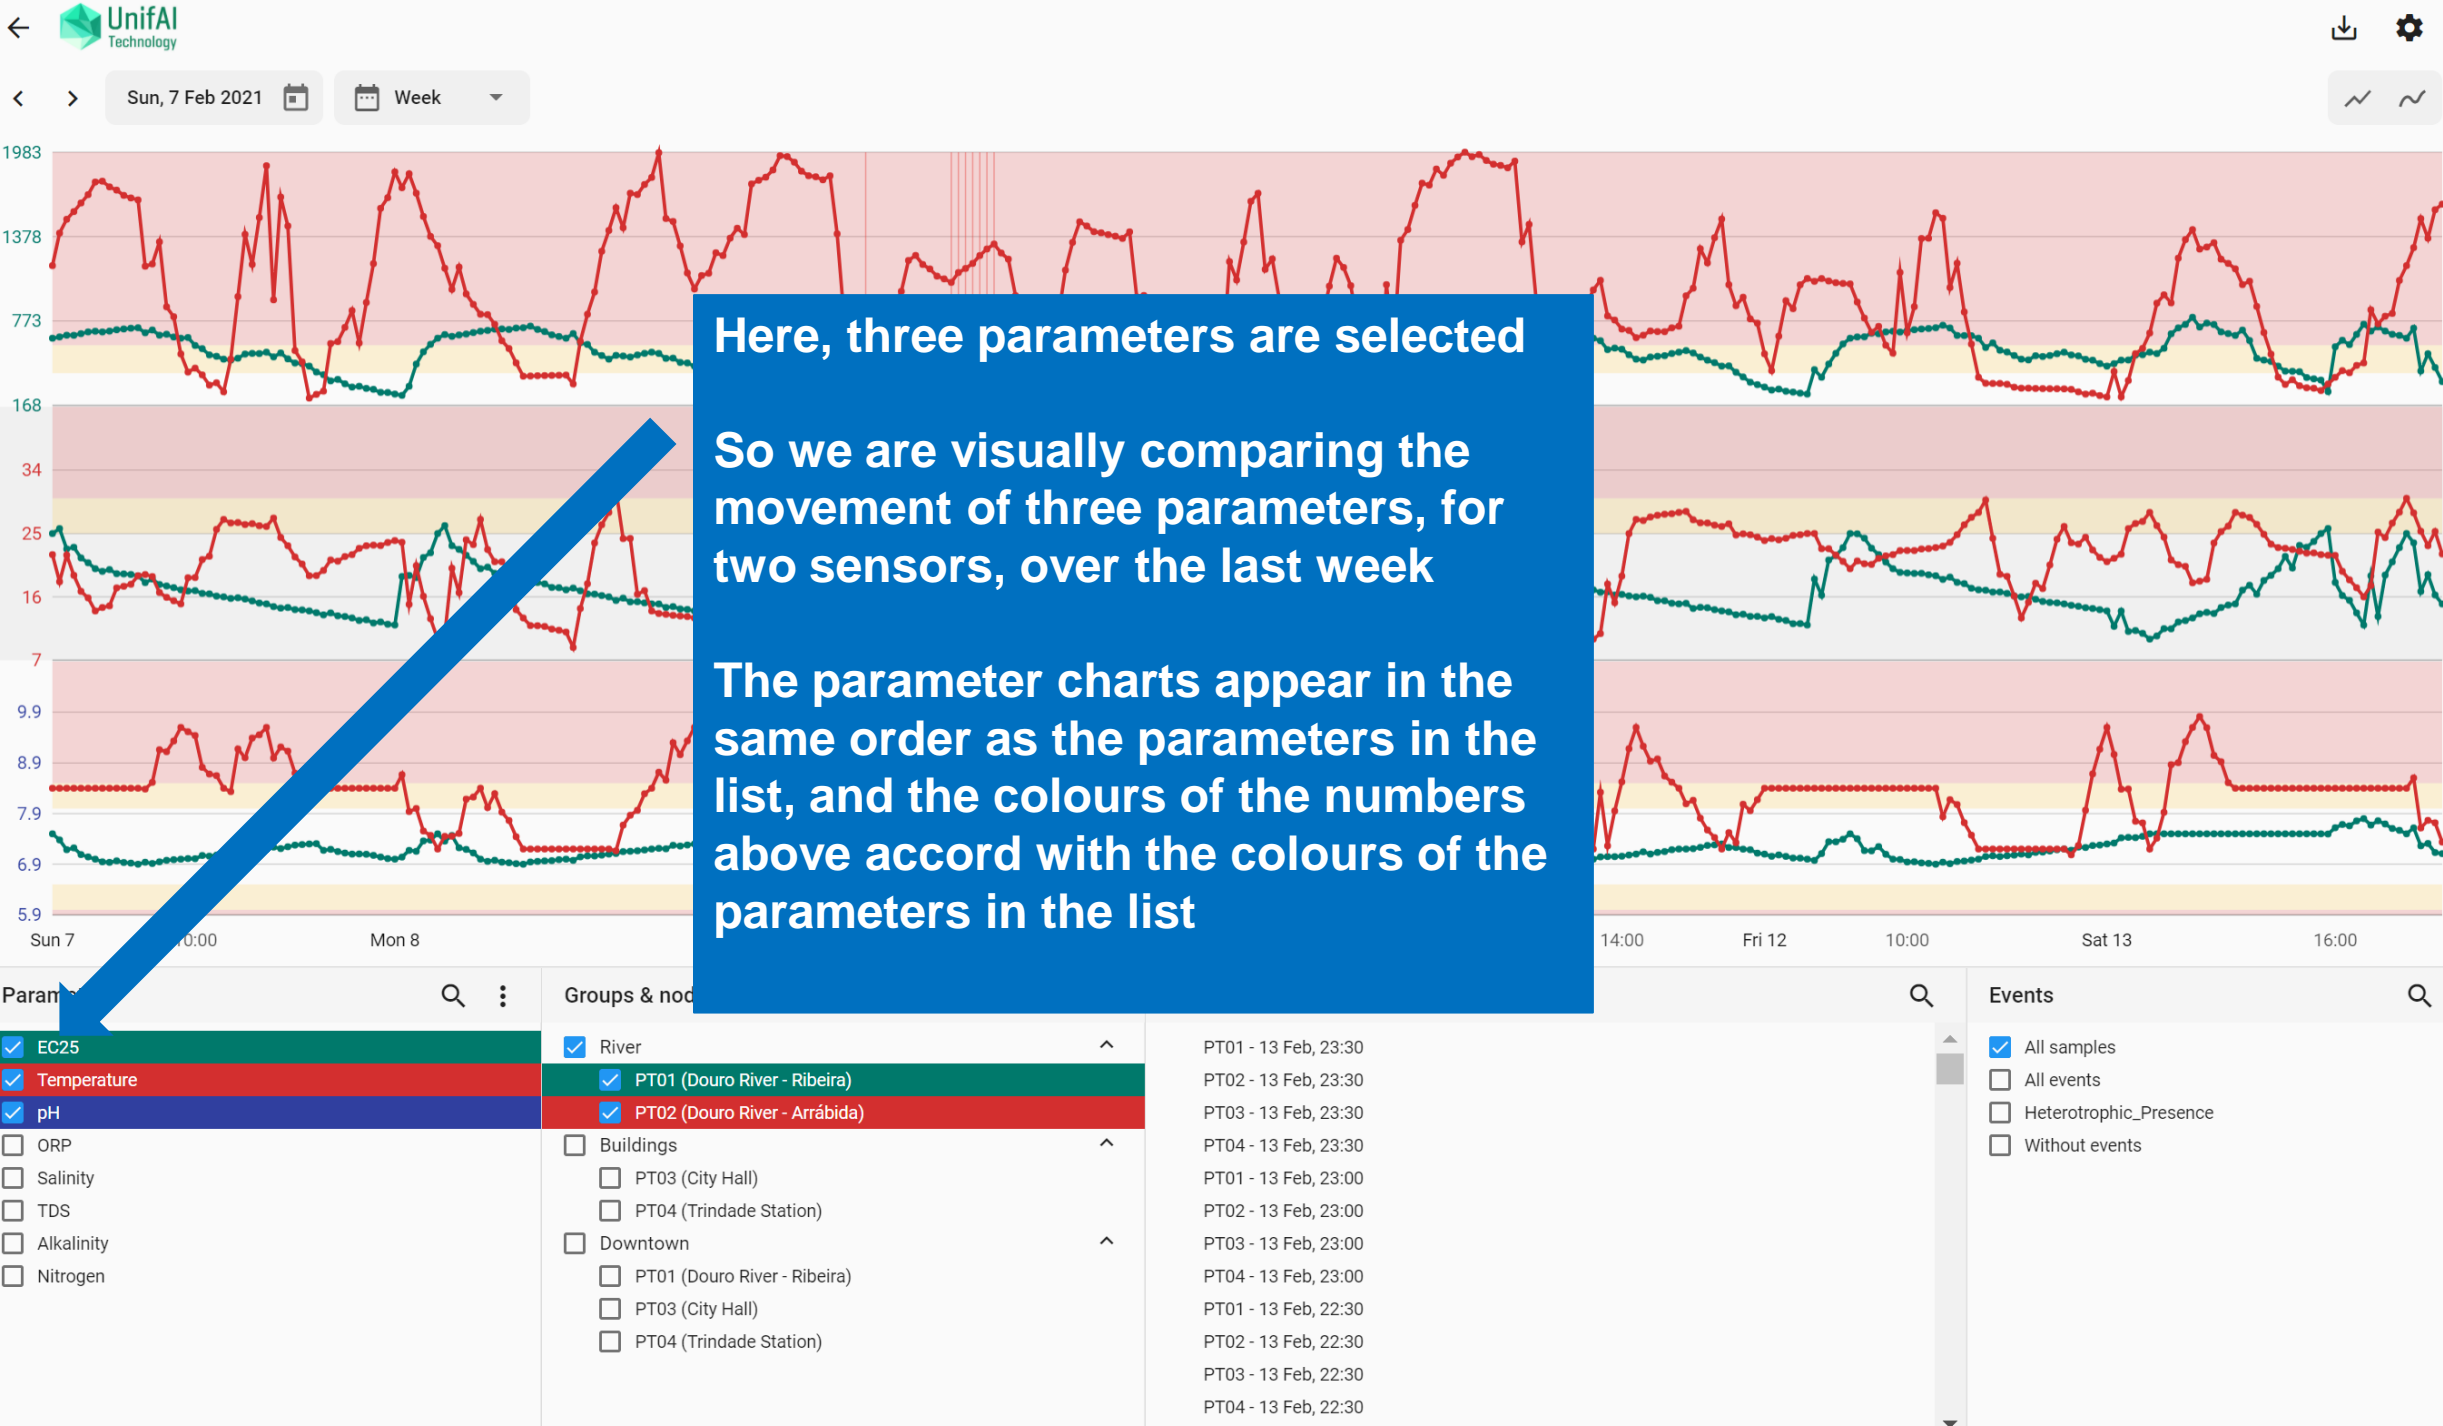 UnifAI
Technology
Sun, 7 Feb 2021
Week
1983
1378
773
168
34
25
16
7
9.9
8.9
7.9
6.9
5.9
Here, three parameters are selected
So we are visually comparing the
movement of three parameters, for
two sensors, over the last week
The parameter charts appear in the
same order as the parameters in the
list, and the colours of the numbers
above accord with the colours of the
parameters in the list
Sun 7
Mon 8
14:00
Fri 12
10:00
Sat 13
16:00
EC25
Temperature
pH
ORP
Salinity
TDS
Alkalinity
Nitrogen
Groups & nod
River
PT01 (Douro River - Ribeira)
PT02 (Douro River - Arrábida)
Buildings
PT03 (City Hall)
PT04 (Trindade Station)
Downtown
PT01 (Douro River - Ribeira)
PT03 (City Hall)
PT04 (Trindade Station)
PT01 - 13 Feb, 23:30
PT02 - 13 Feb, 23:30
PT03 - 13 Feb, 23:30
PT04 - 13 Feb, 23:30
PT01 - 13 Feb, 23:00
PT02 - 13 Feb, 23:00
PT03 - 13 Feb, 23:00
PT04 - 13 Feb, 23:00
PT01 - 13 Feb, 22:30
PT02 - 13 Feb, 22:30
PT03 - 13 Feb, 22:30
PT04 - 13 Feb, 22:30
Events
All samples
All events
Heterotrophic_Presence
Without events